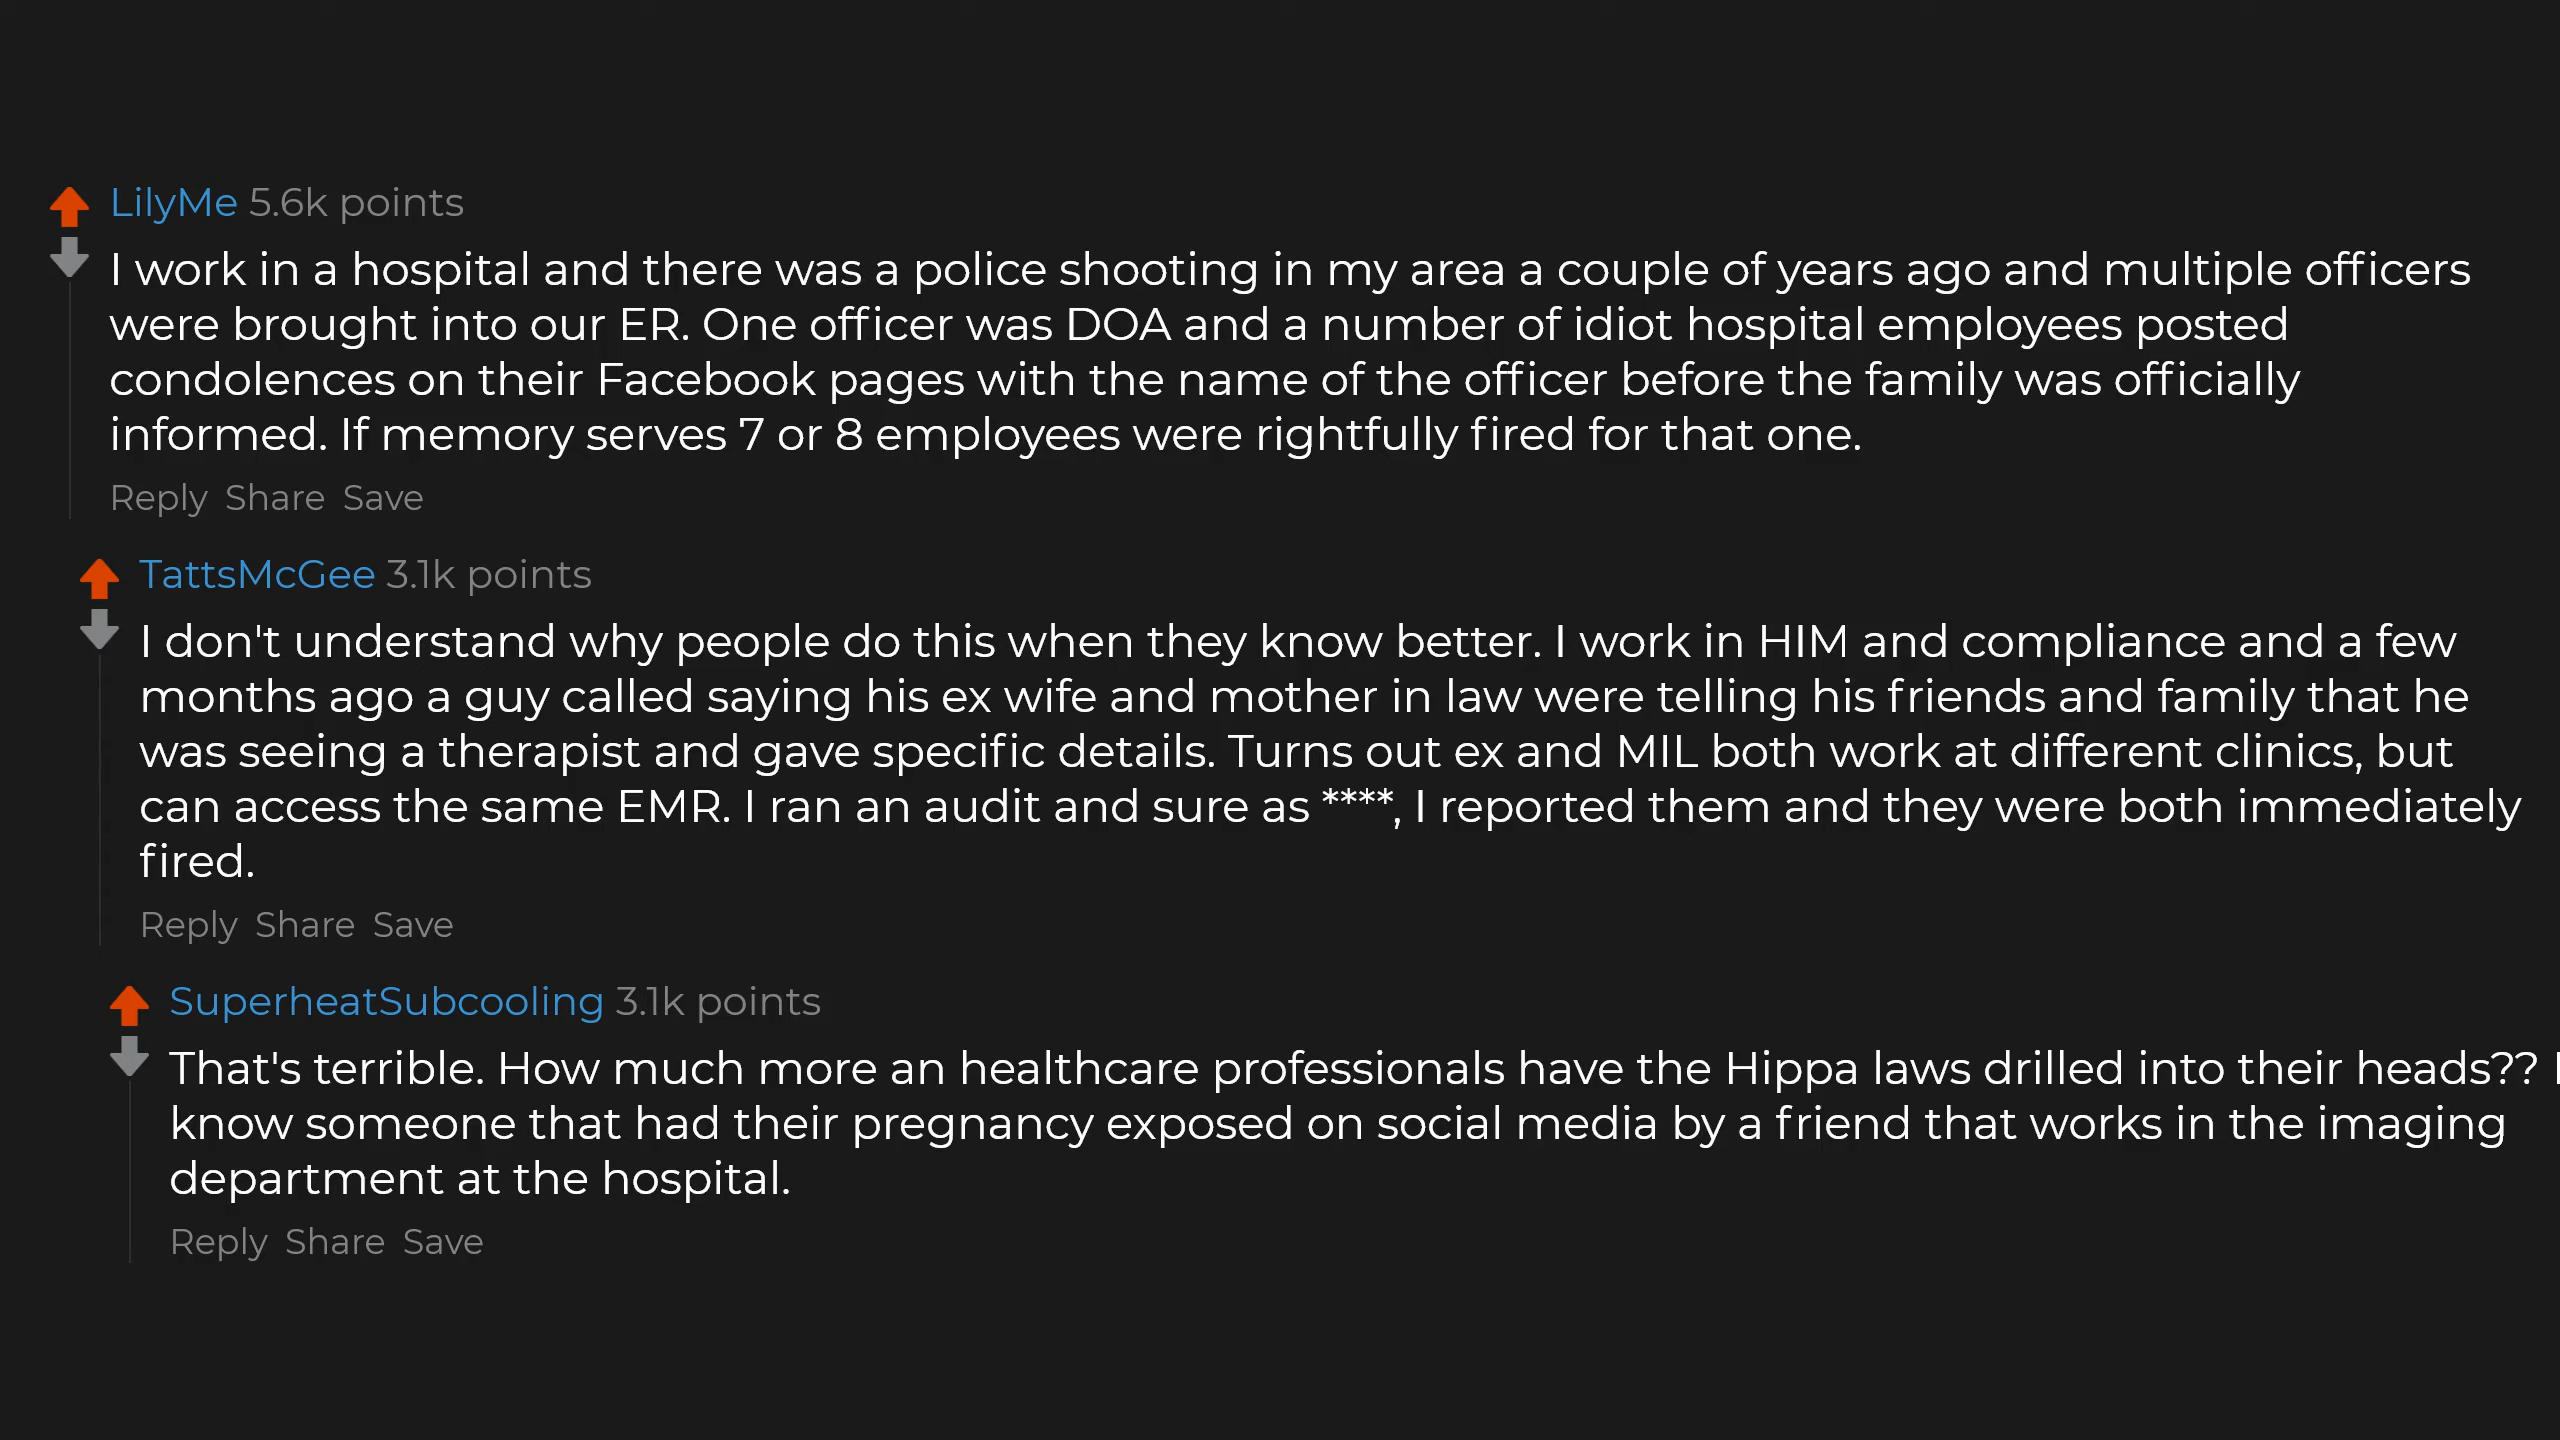 LilyMe 5.6k points
I work in a hospital and there was a police shooting in my area a couple of years ago and multiple officers
were brought into our ER. One officer was DOA and a number of idiot hospital employees posted
condolences on their Facebook pages with the name of the officer before the family was officially
informed. If memory serves 7 or 8 employees were rightfully fired for that one.
Reply Share Save
TattsMcGee 3.1k points
I don't understand why people do this when they know better. I work in HIM and compliance and a few
months ago a guy called saying his ex wife and mother in law were telling his friends and family that he
was seeing a therapist and gave specific details. Turns out ex and MIL both work at different clinics, but
can access the same EMR. I ran an audit and sure as ****, I reported them and they were both immediately
fired.
Reply Share Save
SuperheatSubcooling 3.1k points
That's terrible. How much more an healthcare professionals have the Hippa laws drilled into their heads?? I
know someone that had their pregnancy exposed on social media by a friend that works in the imaging
department at the hospital.
Reply Share Save